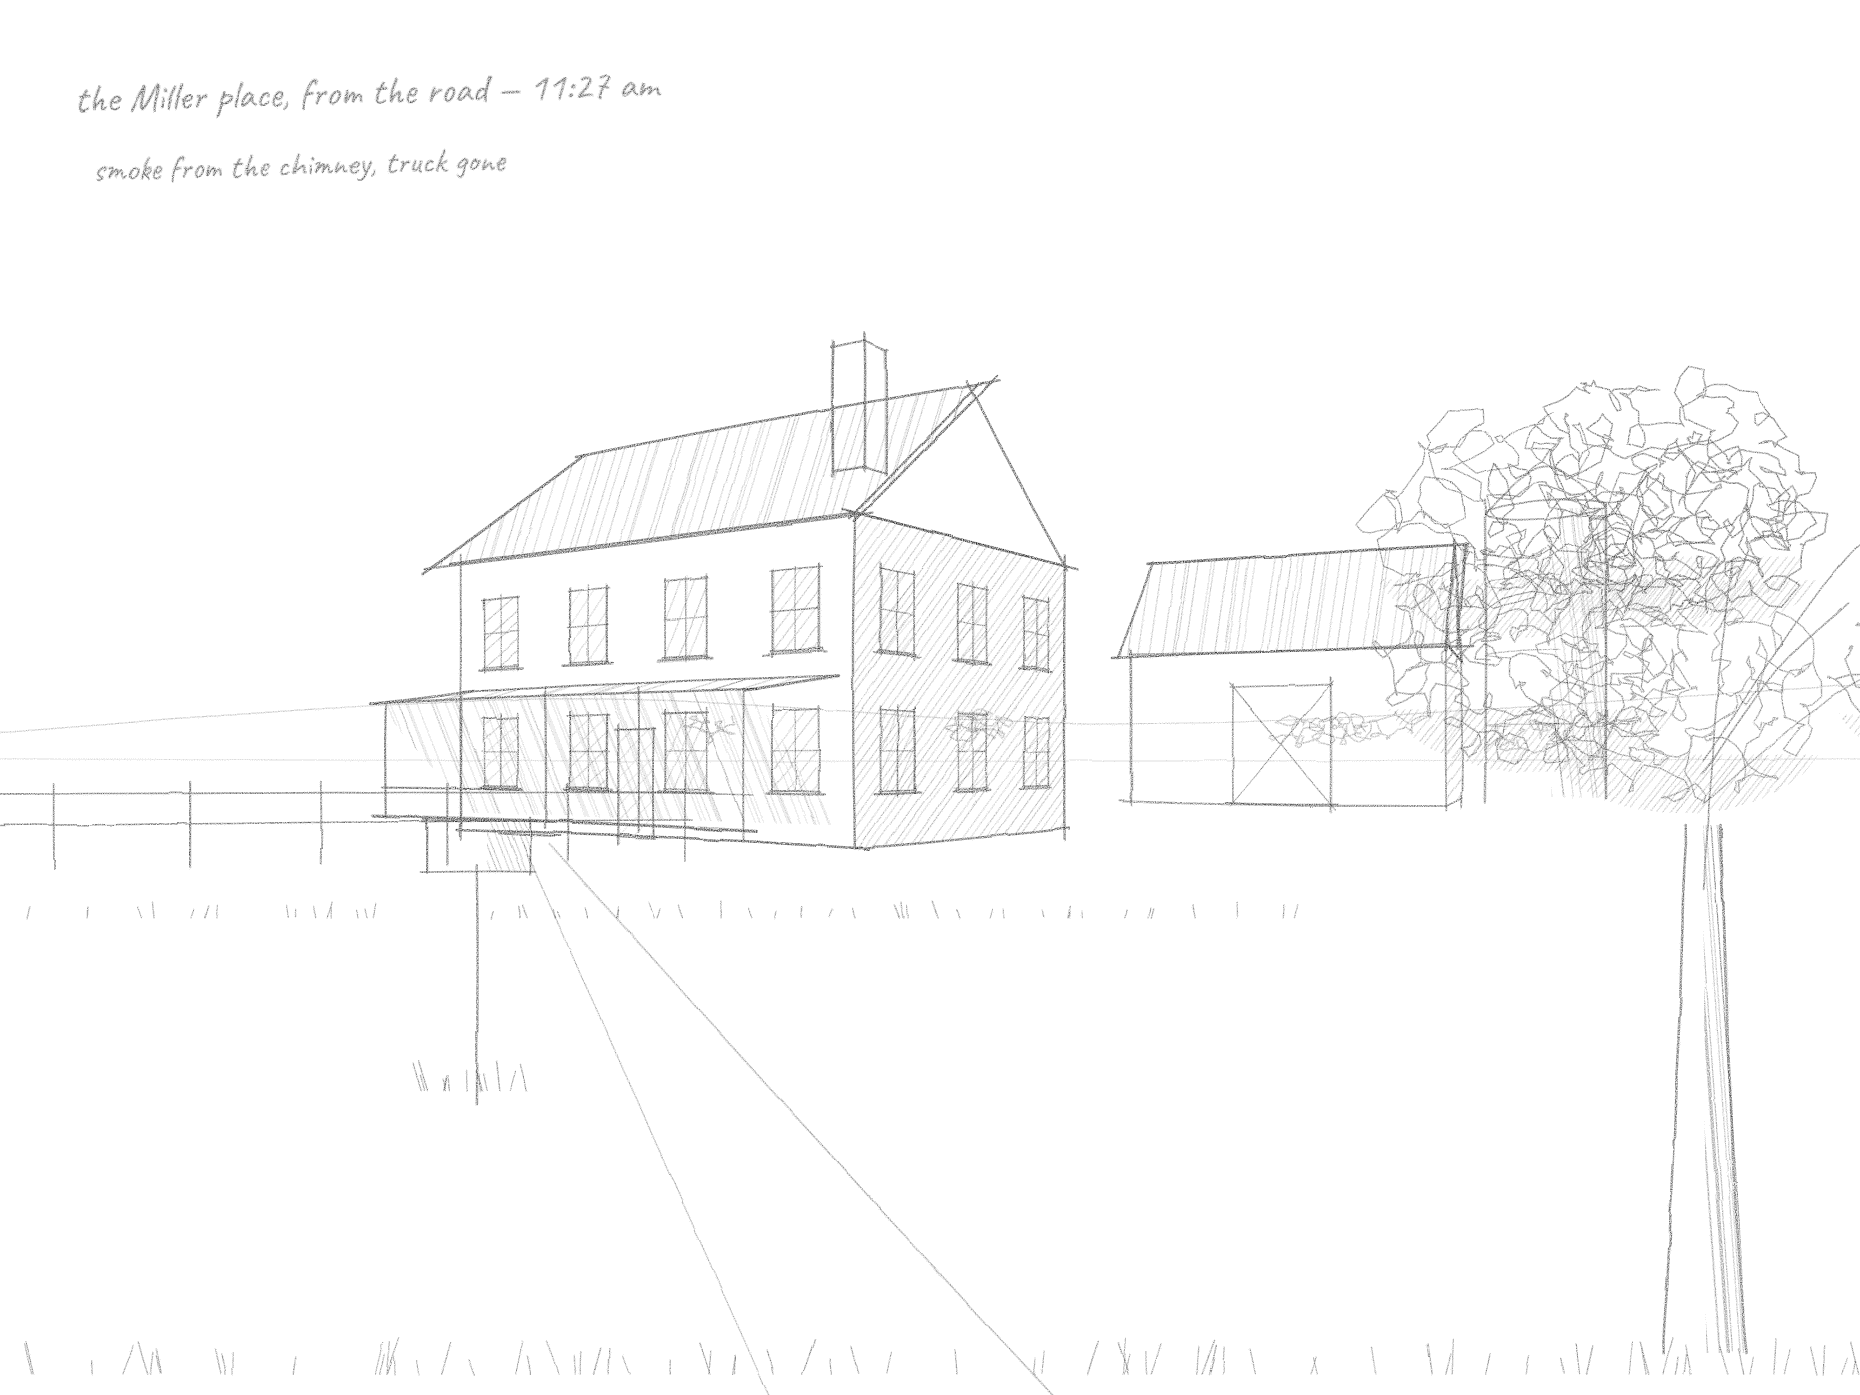 the Miller place, from the road – 11:27 am
smoke from the chimney, truck gone